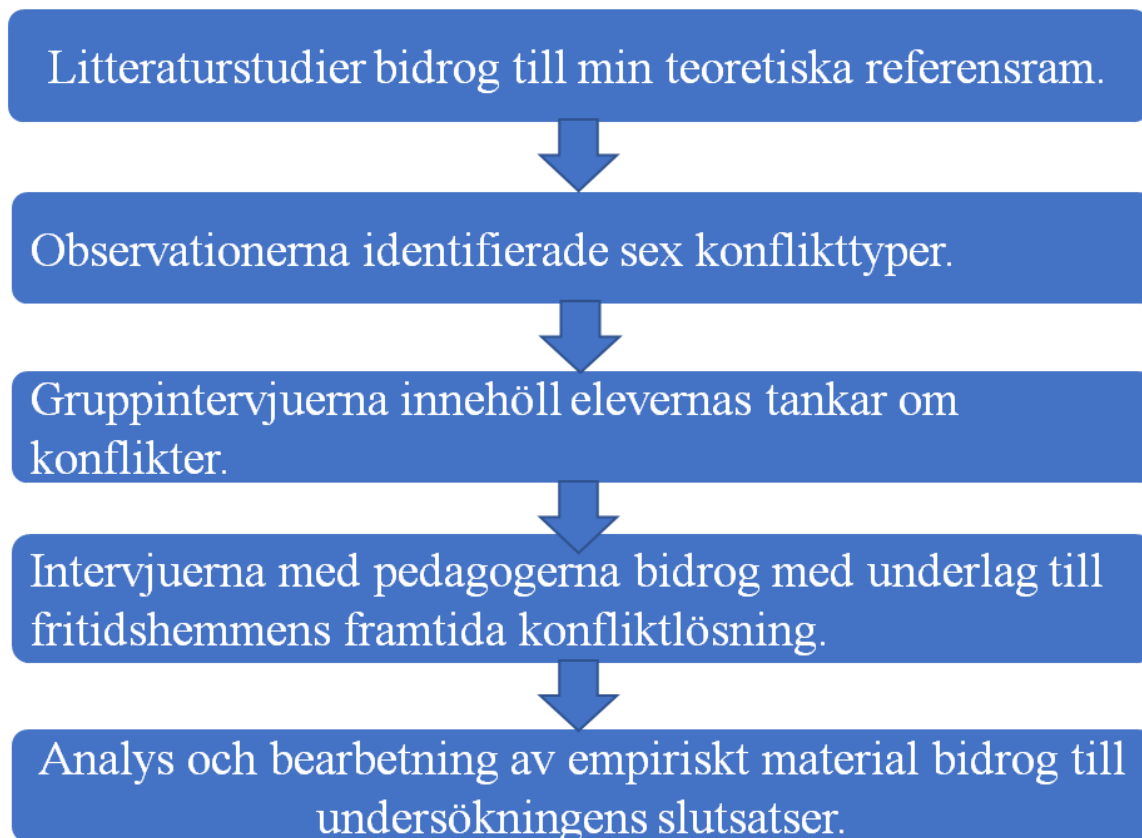 Litteraturstudier bidrog till min teoretiska referensram.
Observationerna identifierade sex konflikttyper.
Gruppintervjuerna innehöll elevernas tankar om
konflikter.
Intervjuerna med pedagogerna bidrog med underlag till
fritidshemmens framtida konfliktlösning.
Analys och bearbetning av empiriskt material bidrog till
undersökningens slutsatser.